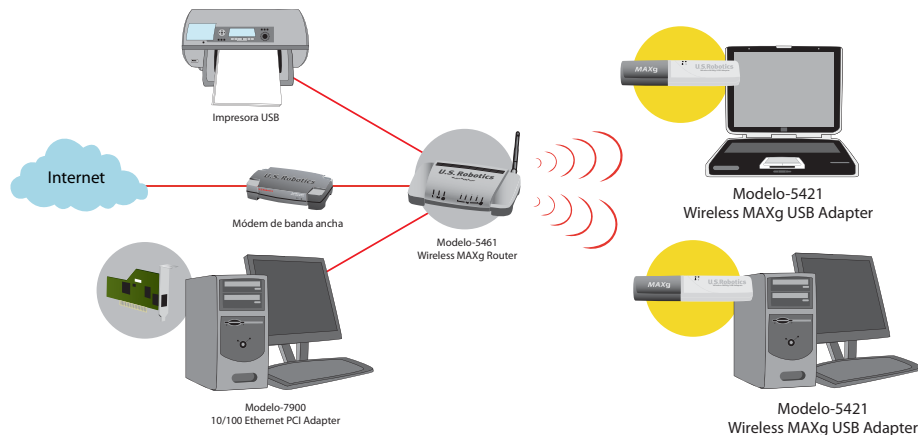 MAXg
U.S.Robotics
Impresora USB
Internet
U.S. Robotics
U.S. Robotics
Módem de banda ancha
Modelo-5461
Wireless MAXg Router
Modelo-5421
Wireless MAXg USB Adapter
MAXg
U.S.Robotics
Modelo-7900
10/100 Ethernet PCI Adapter
Modelo-5421
Wireless MAXg USB Adapter